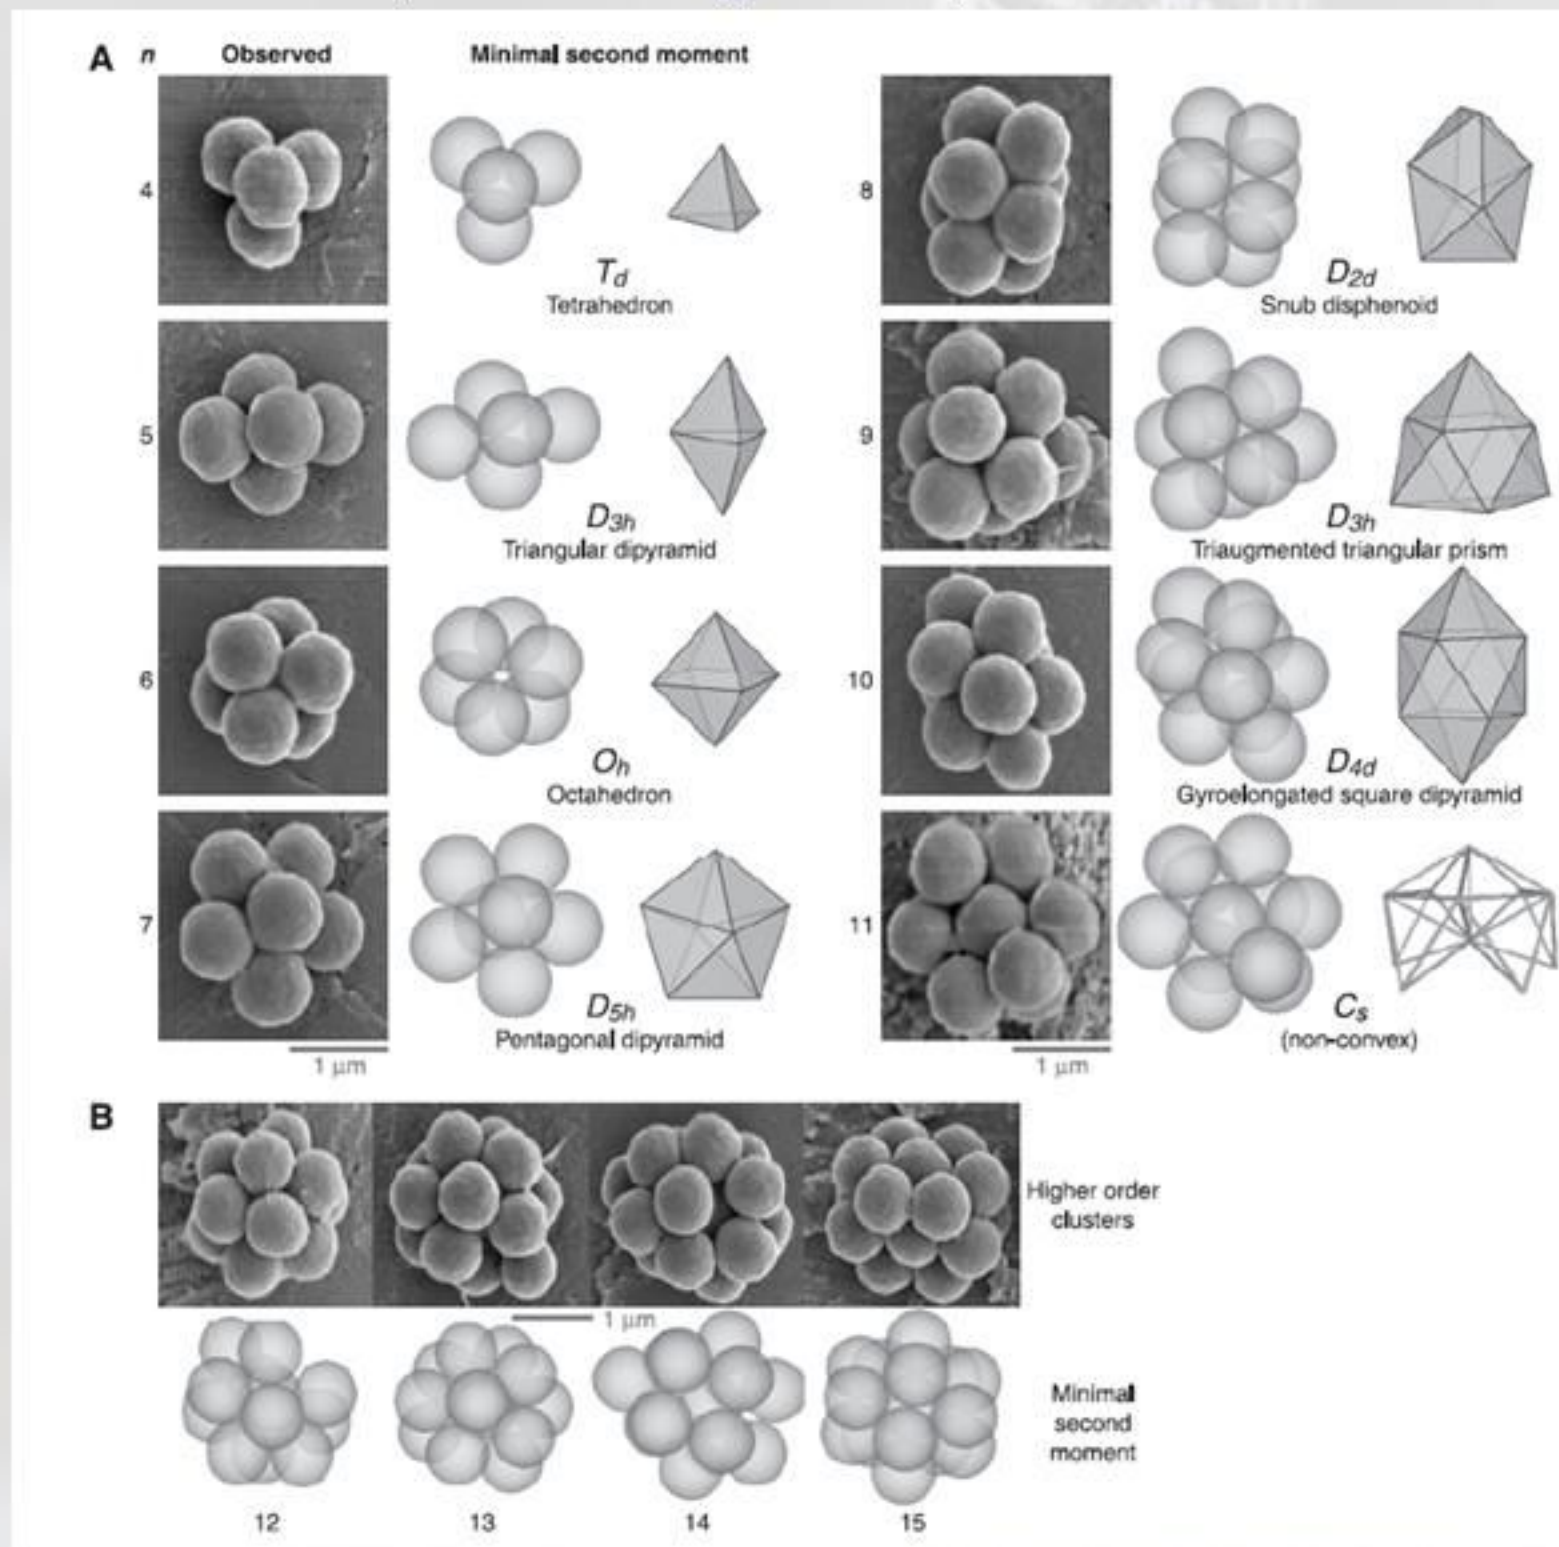 A n Observed Minimal second moment
4
Td
Tetrahedron
5
D3h
Triangular dipyramid
6
Oh
Octahedron
7
D5h
Pentagonal dipyramid
1 μm
8
D2d
Snub disphenoid
9
D3h
Triaugmented triangular prism
10
D4d
Gyroelongated square dipyramid
11
Cs
(non-convex)
1 μm
B
Higher order
clusters
1 μm
Minimal
second
moment
12 13 14 15